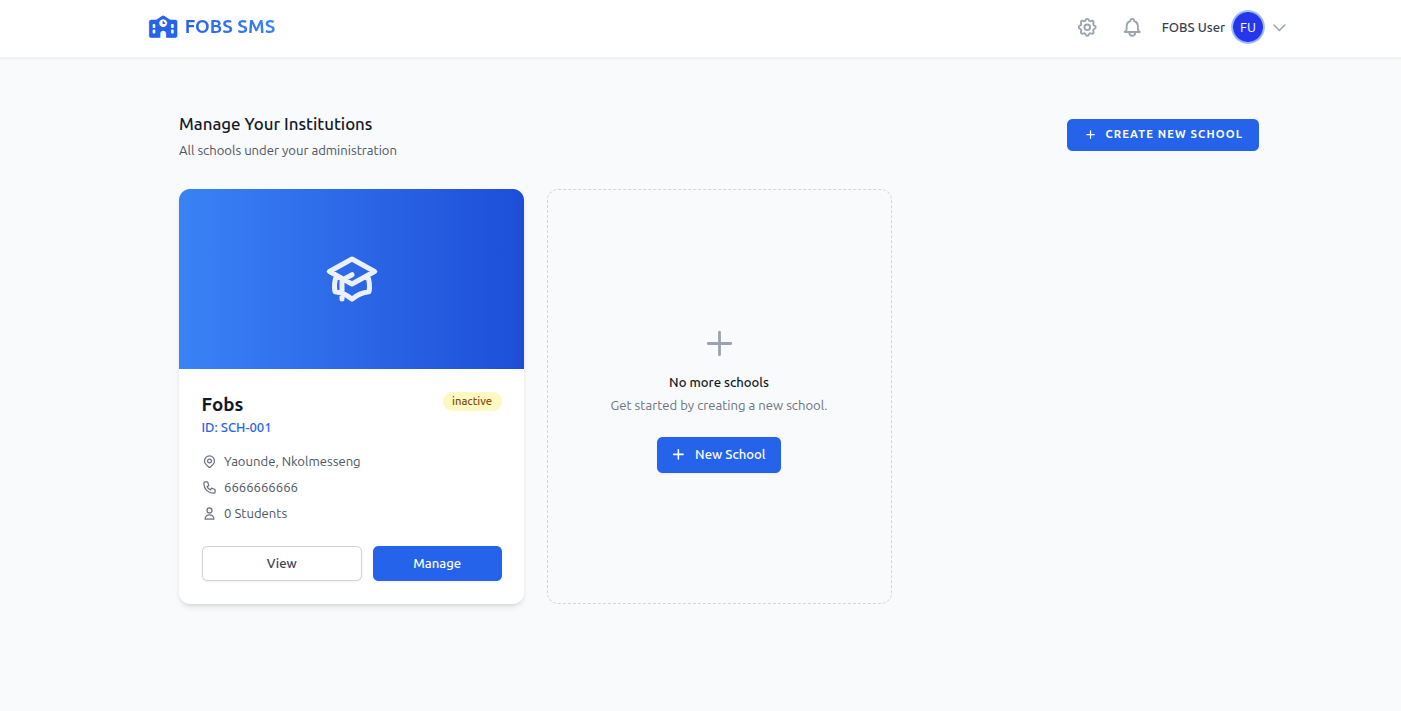 FOBS SMS
FOBS User
FU
Manage Your Institutions
All schools under your administration
CREATE NEW SCHOOL
Fobs
inactive
ID: SCH-001
Yaounde, Nkolmesseng
6666666666
0 Students
View
Manage
No more schools
Get started by creating a new school.
New School